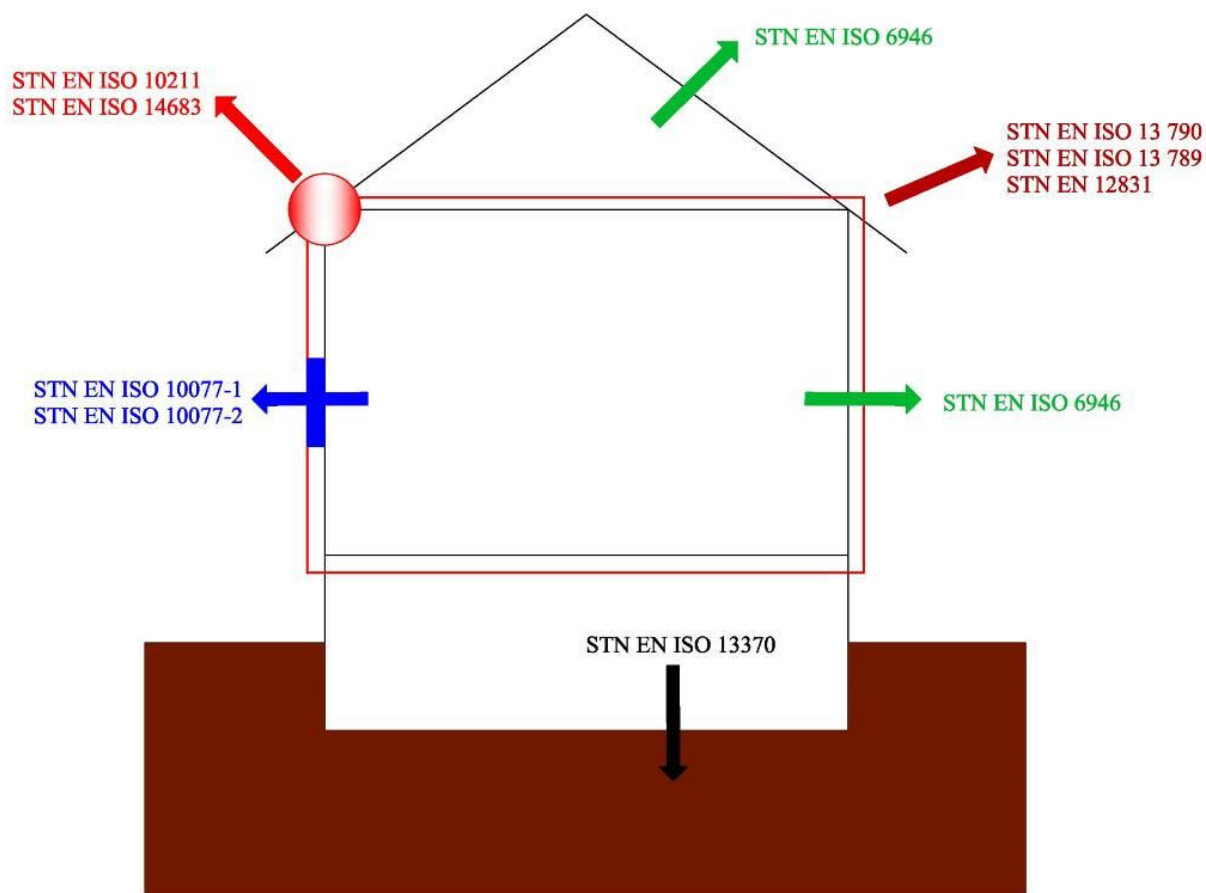 STN EN ISO 6946
STN EN ISO 10211
STN EN ISO 14683
STN EN ISO 13 790
STN EN ISO 13 789
STN EN 12831
STN EN ISO 10077-1
STN EN ISO 10077-2
STN EN ISO 6946
STN EN ISO 13370